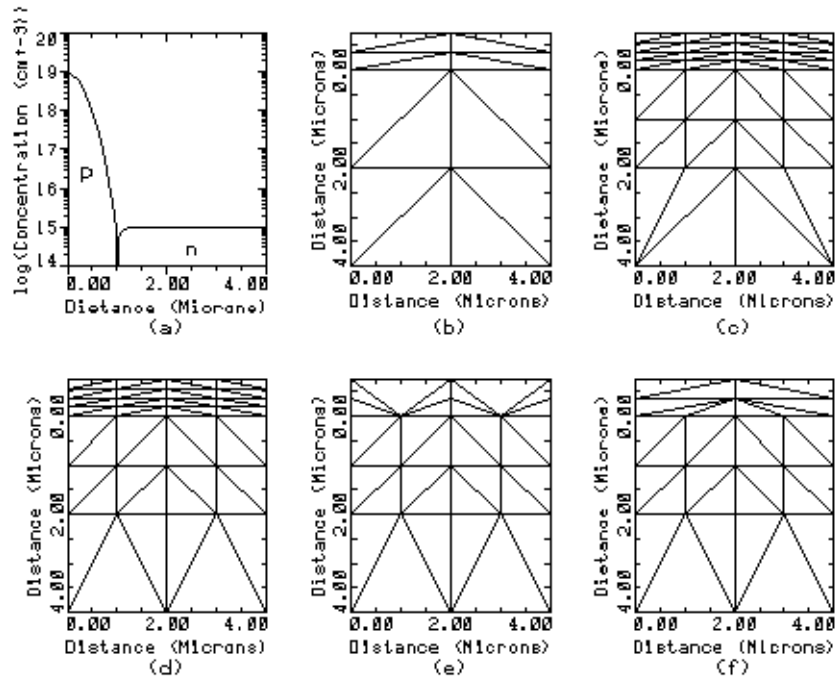 log(Concentration (cm↑-3))
20
19
18
17
16
15
14
P
n
0.00 2.00 4.00
Distance (Microns)
(a)
Distance (Microns)
0.00
2.00
4.00
0.00 2.00 4.00
Distance (Microns)
(b)
Distance (Microns)
0.00
2.00
4.00
0.00 2.00 4.00
Distance (Microns)
(c)
Distance (Microns)
0.00
2.00
4.00
0.00 2.00 4.00
Distance (Microns)
(d)
Distance (Microns)
0.00
2.00
4.00
0.00 2.00 4.00
Distance (Microns)
(e)
Distance (Microns)
0.00
2.00
4.00
0.00 2.00 4.00
Distance (Microns)
(f)